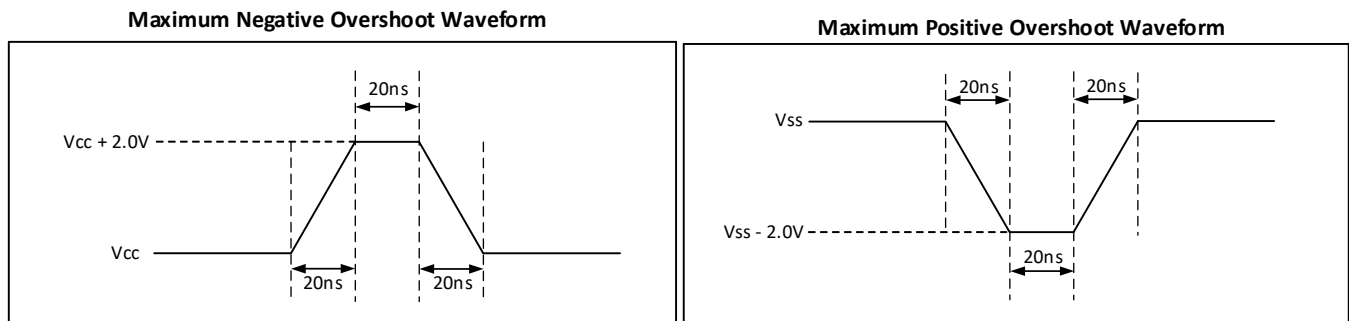 Maximum Negative Overshoot Waveform
20ns
Vcc + 2.0V
Vcc
20ns
20ns
Maximum Positive Overshoot Waveform
20ns
20ns
Vss
Vss - 2.0V
20ns